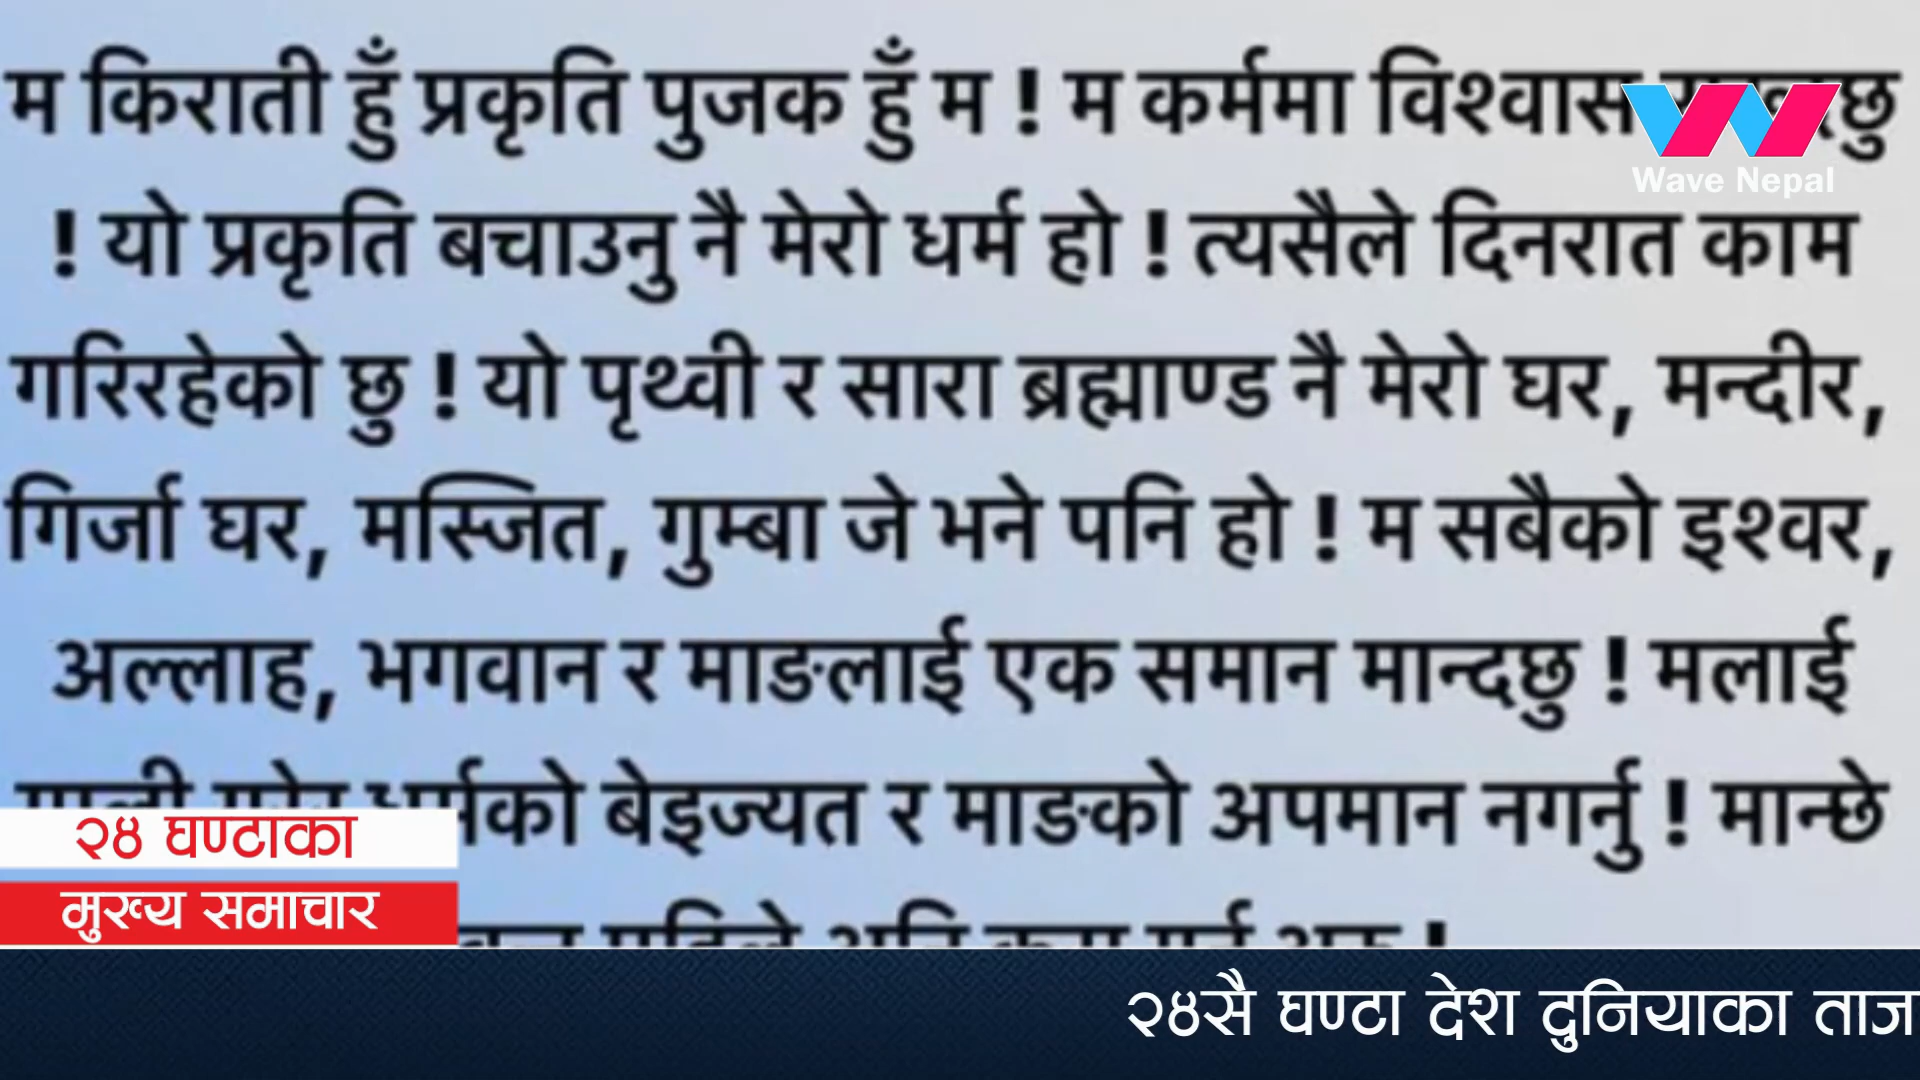 म किराती हुँ प्रकृति पुजक हुँ म ! म कर्ममा विश्वास
Wave Nepal
! यो प्रकृति बचाउनु नै मेरो धर्म हो ! त्यसैले दिनरात काम
गरिरहेको छु ! यो पृथ्वी र सारा ब्रह्माण्ड नै मेरो घर, मन्दीर,
गिर्जा घर, मस्जित, गुम्बा जे भने पनि हो ! म सबैको इश्वर,
अल्लाह, भगवान र माङलाई एक समान मान्दछु ! मलाई
बेइज्यत र माङको अपमान नगर्नु ! मान्छे
२४ घण्टाका
मुख्य समाचार
२४सै घण्टा देश दुनियाका ताज